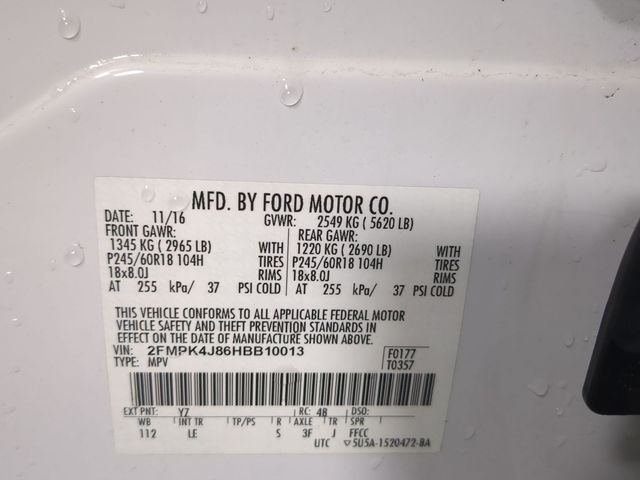 MFD. BY FORD MOTOR CO.
DATE: 11/16 GVWR: 2549 KG ( 5620 LB)
FRONT GAWR: REAR GAWR:
1345 KG ( 2965 LB) WITH 1220 KG ( 2690 LB) WITH
P245/60R18 104H TIRES P245/60R18 104H TIRES
18x8.0J RIMS 18x8.0J RIMS
AT 255 kPa/ 37 PSI COLD AT 255 kPa/ 37 PSI COLD
THIS VEHICLE CONFORMS TO ALL APPLICABLE FEDERAL MOTOR
VEHICLE SAFETY AND THEFT PREVENTION STANDARDS IN
EFFECT ON THE DATE OF MANUFACTURE SHOWN ABOVE.
VIN: 2FMPK4J86HBB10013 F0177
TYPE: MPV T0357
EXT PNT: Y7 RC: 48 DSO:
WB INT TR TP/PS R AXLE TR SPR
112 LE S 3F J FFCC
UTC 5U5A-1520472-BA